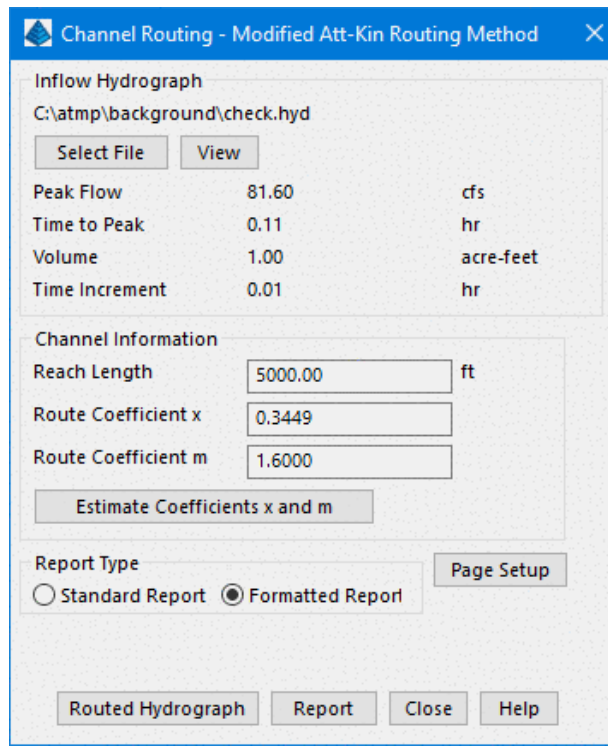 Channel Routing - Modified Att-Kin Routing Method
Inflow Hydrograph
C:\atmp\background\check.hyd
Select File View
Peak Flow 81.60 cfs
Time to Peak 0.11 hr
Volume 1.00 acre-feet
Time Increment 0.01 hr
Channel Information
Reach Length 5000.00 ft
Route Coefficient x 0.3449
Route Coefficient m 1.6000
Estimate Coefficients x and m
Report Type
Standard Report Formatted Report
Page Setup
Routed Hydrograph Report Close Help